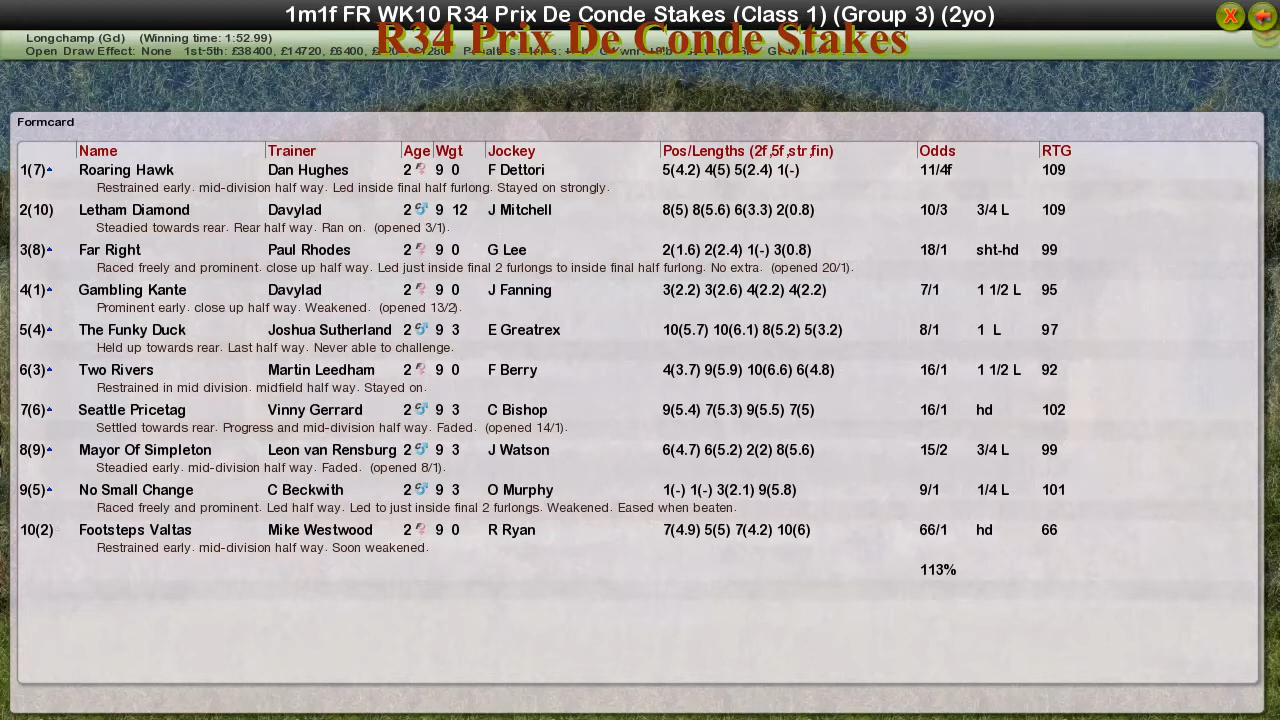 1m1f FR WK10 R34 Prix De Conde Stakes (Class 1) (Group 3) (2yo)
R34 Prix De Conde Stakes
Longchamp (Gd) (Winning time: 1:52.99)
Open Draw Effect: None 1st-5th: £38400, £14720, £6400,
Formcard
Name Trainer Age Wgt Jockey Pos/Lengths (2f,5f,str,fin) Odds RTG
1(7) Roaring Hawk Dan Hughes 2 9 0 F Dettori 5(4.2) 4(5) 5(2.4) 1(-) 11/4f 109
Restrained early. mid-division half way. Led inside final half furlong. Stayed on strongly.
2(10) Letham Diamond Davylad 2 9 12 J Mitchell 8(5) 8(5.6) 6(3.3) 2(0.8) 10/3 3/4 L 109
Steadied towards rear. Rear half way. Ran on. (opened 3/1).
3(8) Far Right Paul Rhodes 2 9 0 G Lee 2(1.6) 2(2.4) 1(-) 3(0.8) 18/1 sht-hd 99
Raced freely and prominent. close up half way. Led just inside final 2 furlongs to inside final half furlong. No extra. (opened 20/1).
4(1) Gambling Kante Davylad 2 9 0 J Fanning 3(2.2) 3(2.6) 4(2.2) 4(2.2) 7/1 1 1/2 L 95
Prominent early. close up half way. Weakened. (opened 13/2).
5(4) The Funky Duck Joshua Sutherland 2 9 3 E Greatrex 10(5.7) 10(6.1) 8(5.2) 5(3.2) 8/1 1 L 97
Held up towards rear. Last half way. Never able to challenge.
6(3) Two Rivers Martin Leedham 2 9 0 F Berry 4(3.7) 9(5.9) 10(6.6) 6(4.8) 16/1 1 1/2 L 92
Restrained in mid division. midfield half way. Stayed on.
7(6) Seattle Pricetag Vinny Gerrard 2 9 3 C Bishop 9(5.4) 7(5.3) 9(5.5) 7(5) 16/1 hd 102
Settled towards rear. Progress and mid-division half way. Faded. (opened 14/1).
8(9) Mayor Of Simpleton Leon van Rensburg 2 9 3 J Watson 6(4.7) 6(5.2) 2(2) 8(5.6) 15/2 3/4 L 99
Steadied early. mid-division half way. Faded. (opened 8/1).
9(5) No Small Change C Beckwith 2 9 3 O Murphy 1(-) 1(-) 3(2.1) 9(5.8) 9/1 1/4 L 101
Raced freely and prominent. Led half way. Led to just inside final 2 furlongs. Weakened. Eased when beaten.
10(2) Footsteps Valtas Mike Westwood 2 9 0 R Ryan 7(4.9) 5(5) 7(4.2) 10(6) 66/1 hd 66
Restrained early. mid-division half way. Soon weakened.
113%